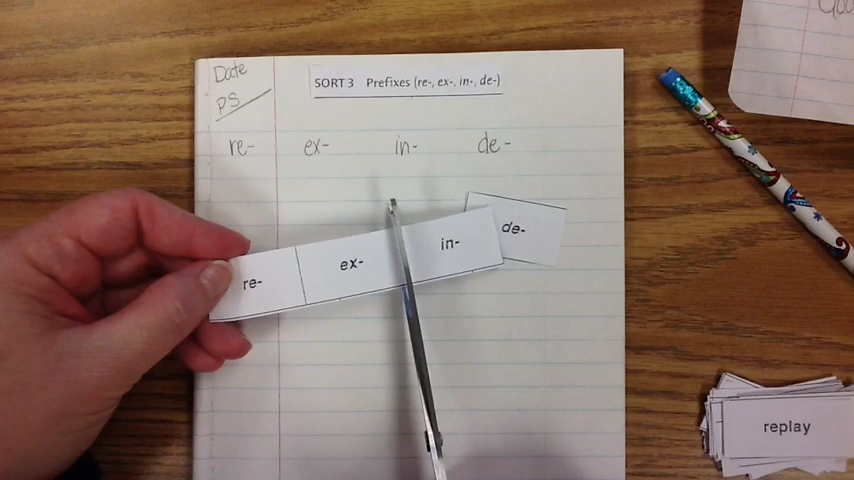 Date
PS
SORT 3 Prefixes (re-, ex-, in-, de-)
re- ex- in- de-
re- ex- in- de-
replay